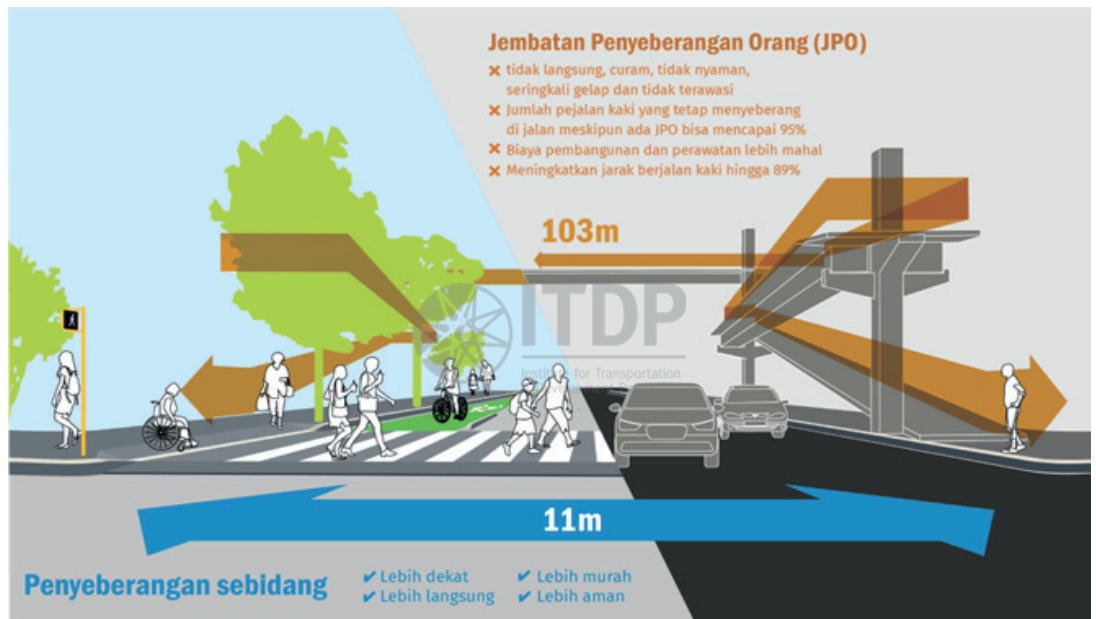 Jembatan Penyeberangan Orang (JPO)
✘ tidak langsung, curam, tidak nyaman,
seringkali gelap dan tidak terawasi
✘ Jumlah pejalan kaki yang tetap menyeberang
di jalan meskipun ada JPO bisa mencapai 95%
✘ Biaya pembangunan dan perawatan lebih mahal
✘ Meningkatkan jarak berjalan kaki hingga 89%
103m
ITDP
for Transportation
11m
Penyeberangan sebidang
✔ Lebih dekat
✔ Lebih langsung
✔ Lebih murah
✔ Lebih aman